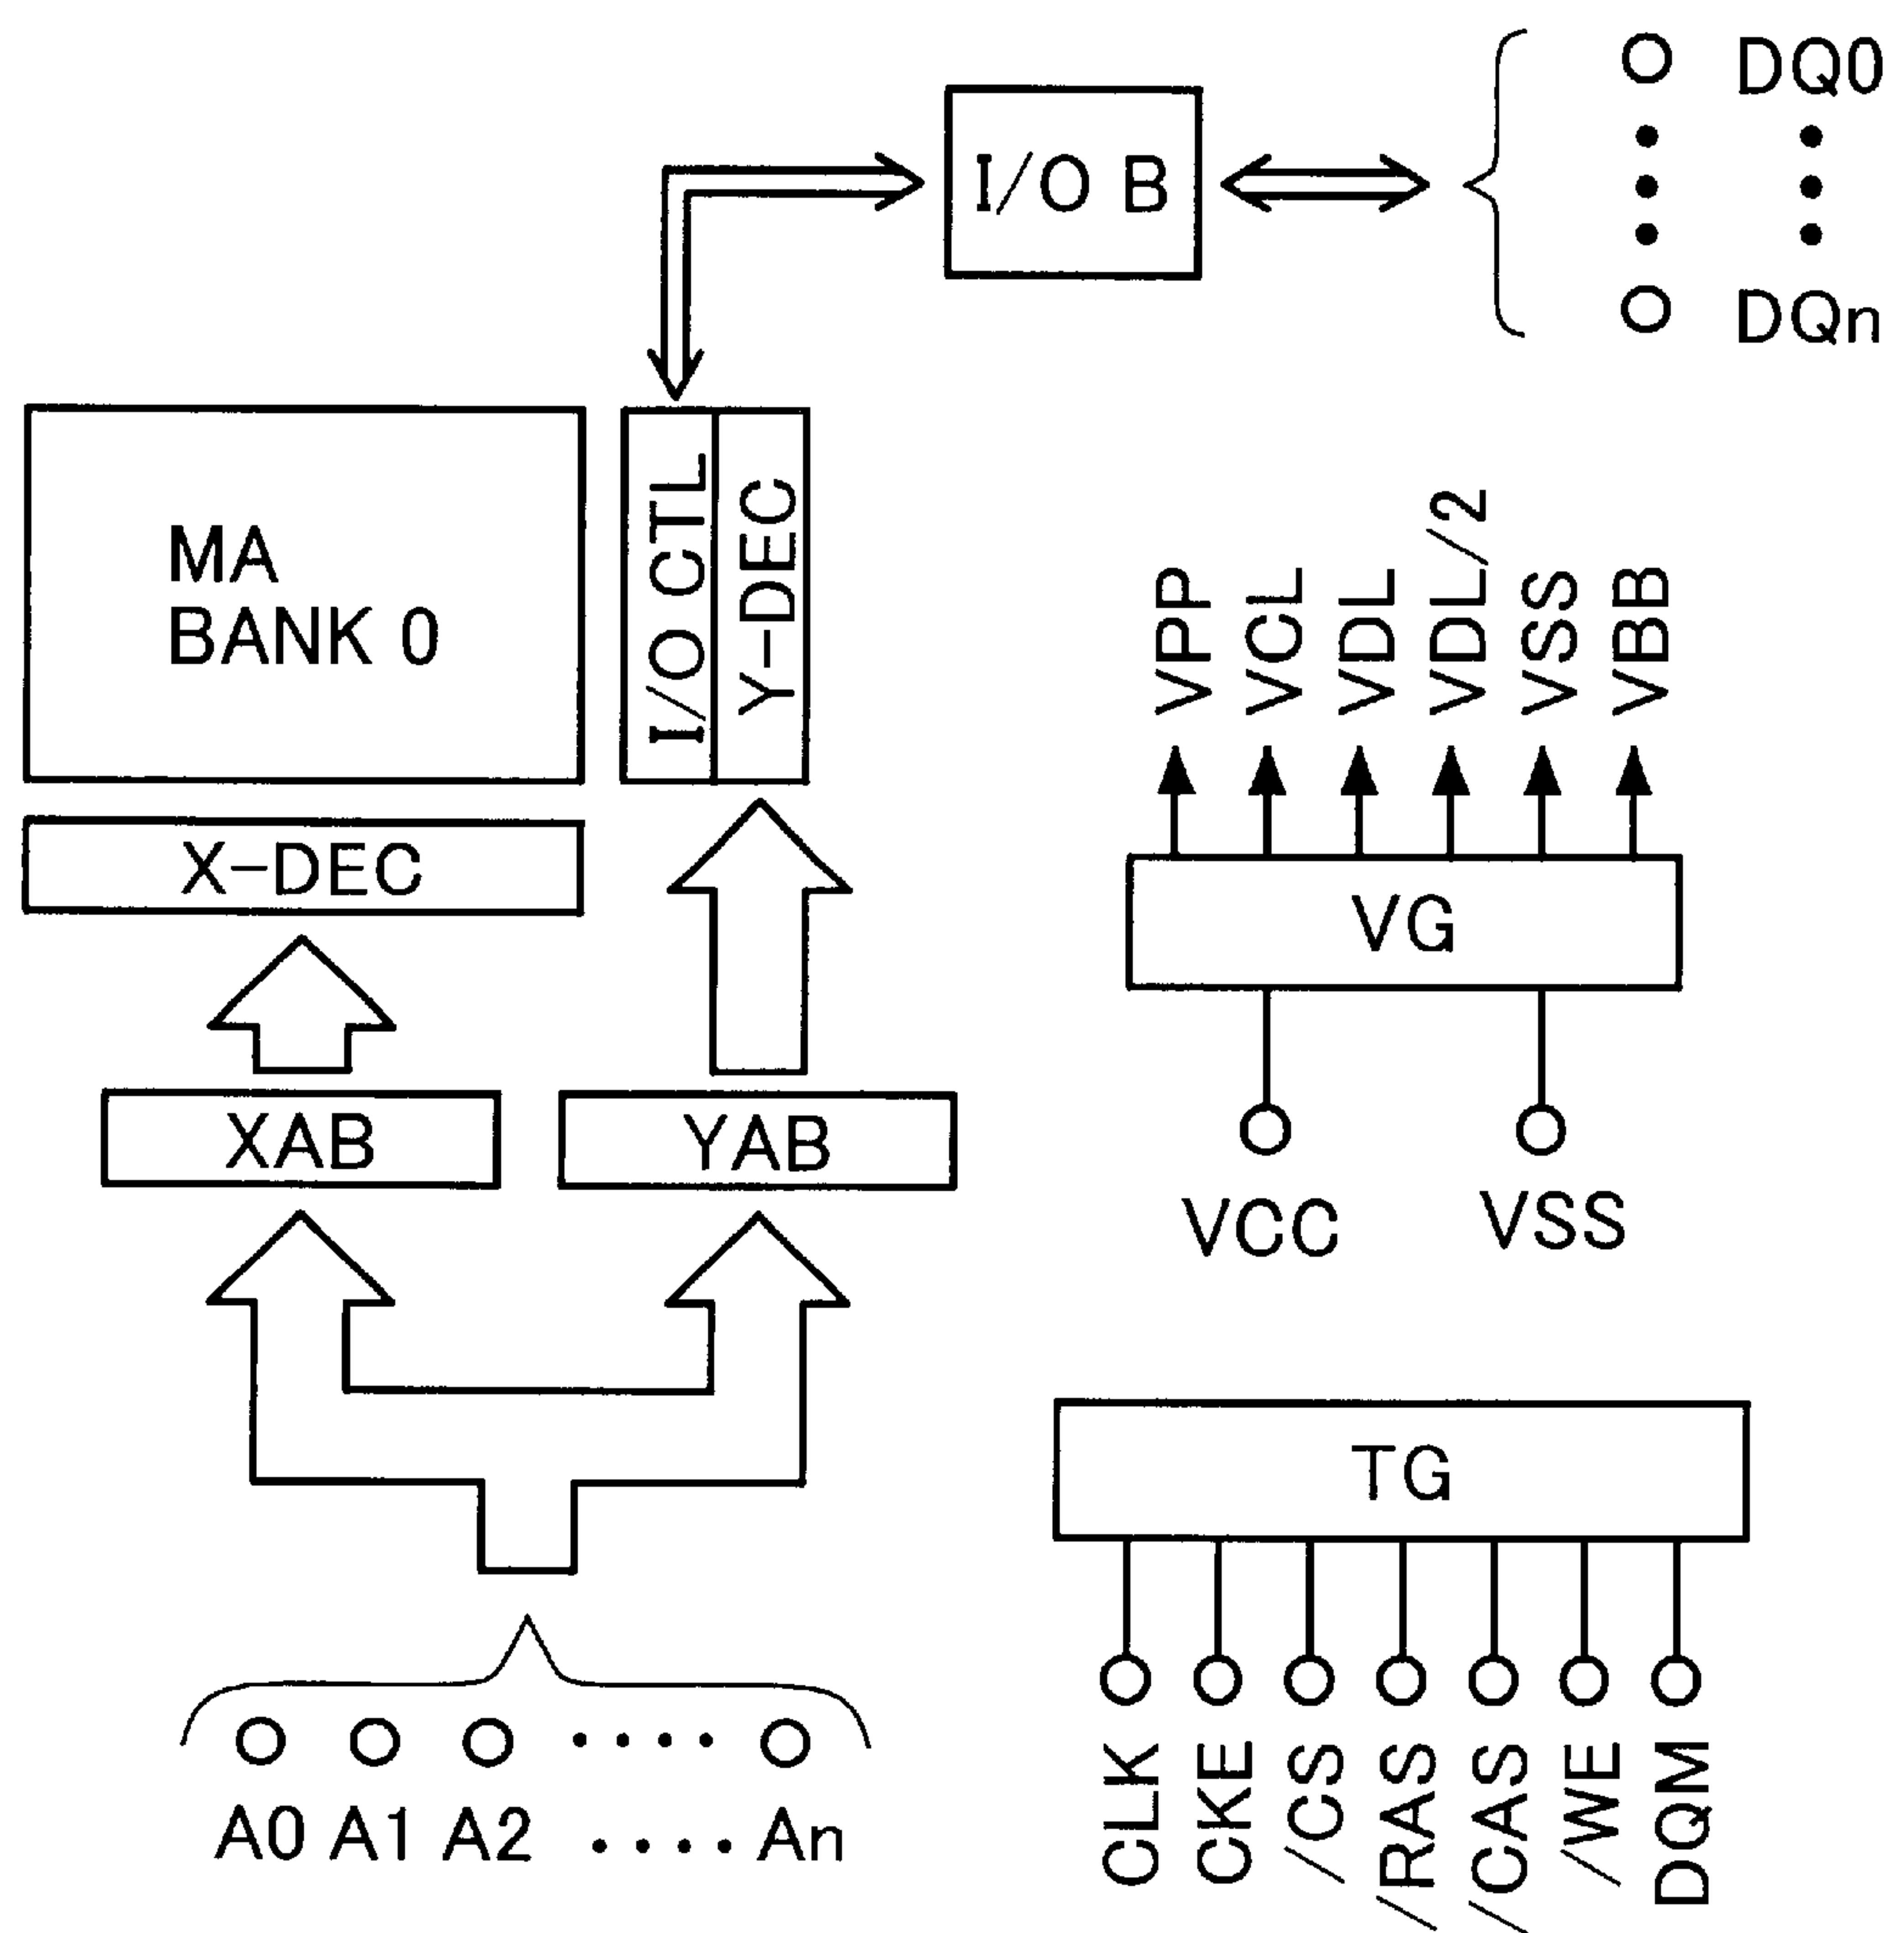 DQ0
I/O B
DQn
MA
BANK 0
I/O CTL
Y-DEC
VPP
VCL
VDL
VDL/2
VSS
VBB
X-DEC
VG
XAB
YAB
VCC
VSS
TG
A0 A1 A2 .... An
CLK
CKE
/CS
/RAS
/CAS
/WE
DQM